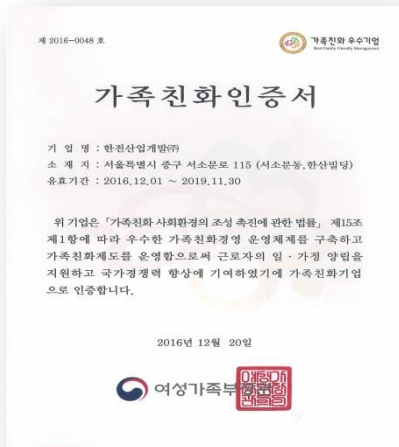 제 2016-0048 호
가족친화 우수기업
Best Family Friendly Management
가족친화인증서
기 업 명 : 한전산업개발㈜
소 재 지 : 서울특별시 중구 서소문로 115 (서소문동,한산빌딩)
유효기간 : 2016.12.01 ~ 2019.11.30
위 기업은「가족친화 사회환경의 조성 촉진에 관한 법률」 제15조
제1항에 따라 우수한 가족친화경영 운영체제를 구축하고
가족친화제도를 운영함으로써 근로자의 일 · 가정 양립을
지원하고 국가경쟁력 향상에 기여하였기에 가족친화기업
으로 인증합니다.
2016년 12월 20일
여성가족부장관